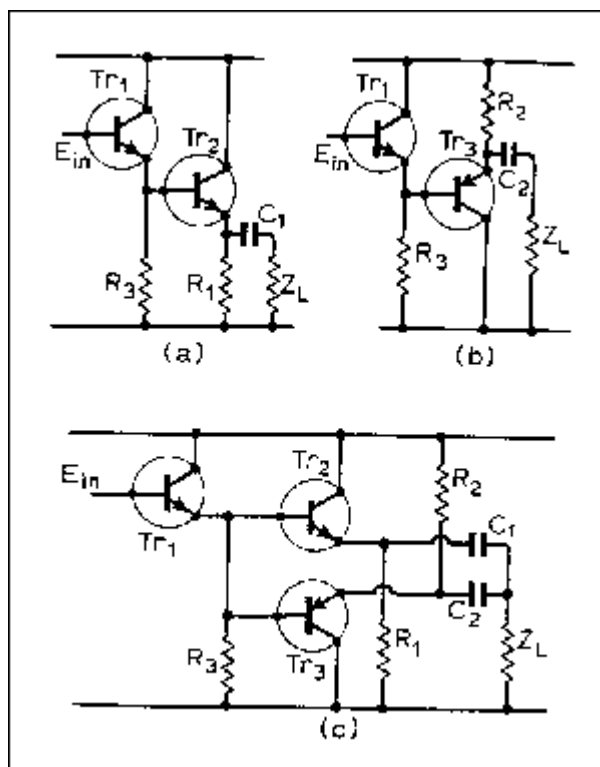 Tr1
Ein
Tr2
C1
R3
R1
ZL
(a)
Tr1
Ein
R2
Tr3
C2
R3
ZL
(b)
Ein
Tr1
Tr2
R2
C1
C2
R3
Tr3
R1
ZL
(c)